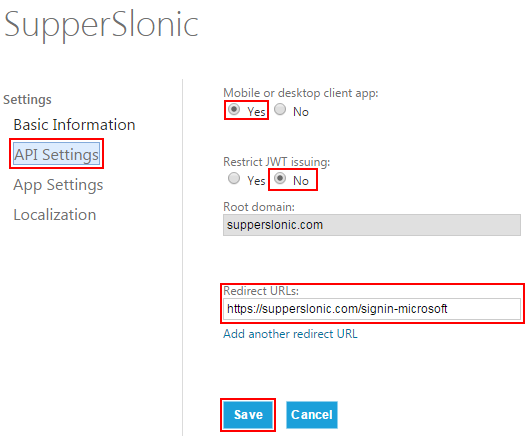 SupperSlonic
Settings
Basic Information
API Settings
App Settings
Localization
Mobile or desktop client app:
Yes No
Restrict JWT issuing:
Yes No
Root domain:
supperslonic.com
Redirect URLs:
https://supperslonic.com/signin-microsoft
Add another redirect URL
Save Cancel